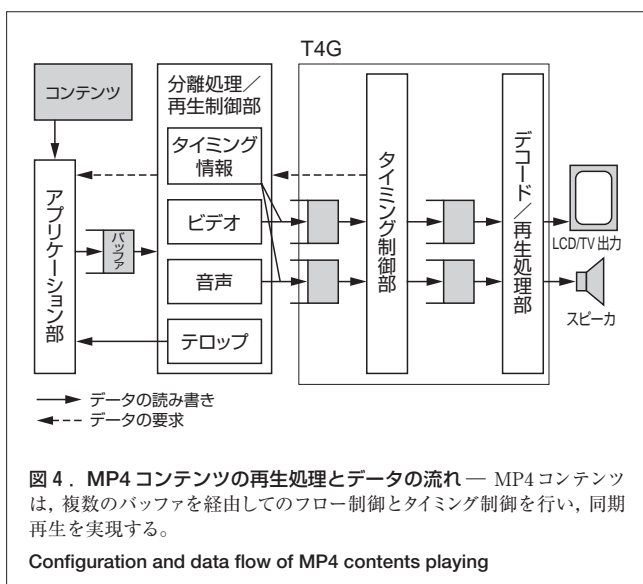 T4G
コンテンツ
分離処理／
再生制御部
タイミング
情報
ビデオ
音声
テロップ
アプリケーション部
バッファ
タイミング制御部
デコード／再生処理部
LCD/TV 出力
スピーカ
データの読み書き
データの要求
図 4 ． MP4 コンテンツの再生処理とデータの流れ ― MP4 コンテンツ
は，複数のバッファを経由してのフロー制御とタイミング制御を行い，同期
再生を実現する。
Configuration and data flow of MP4 contents playing